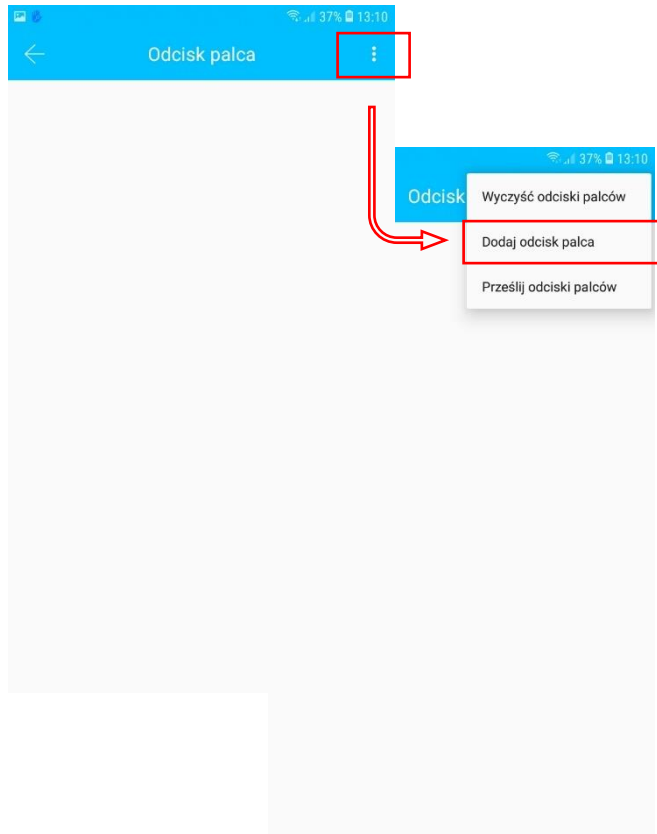 37% 13:10
Odcisk palca
37% 13:10
Odcisk
Wyczyść odciski palców
Dodaj odcisk palca
Prześlij odciski palców